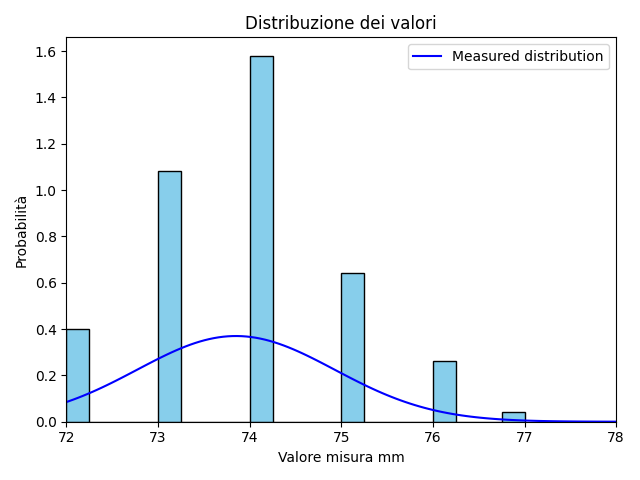 Distribuzione dei valori
Measured distribution
Probabilità
1.6
1.4
1.2
1.0
0.8
0.6
0.4
0.2
0.0
72 73 74 75 76 77 78
Valore misura mm